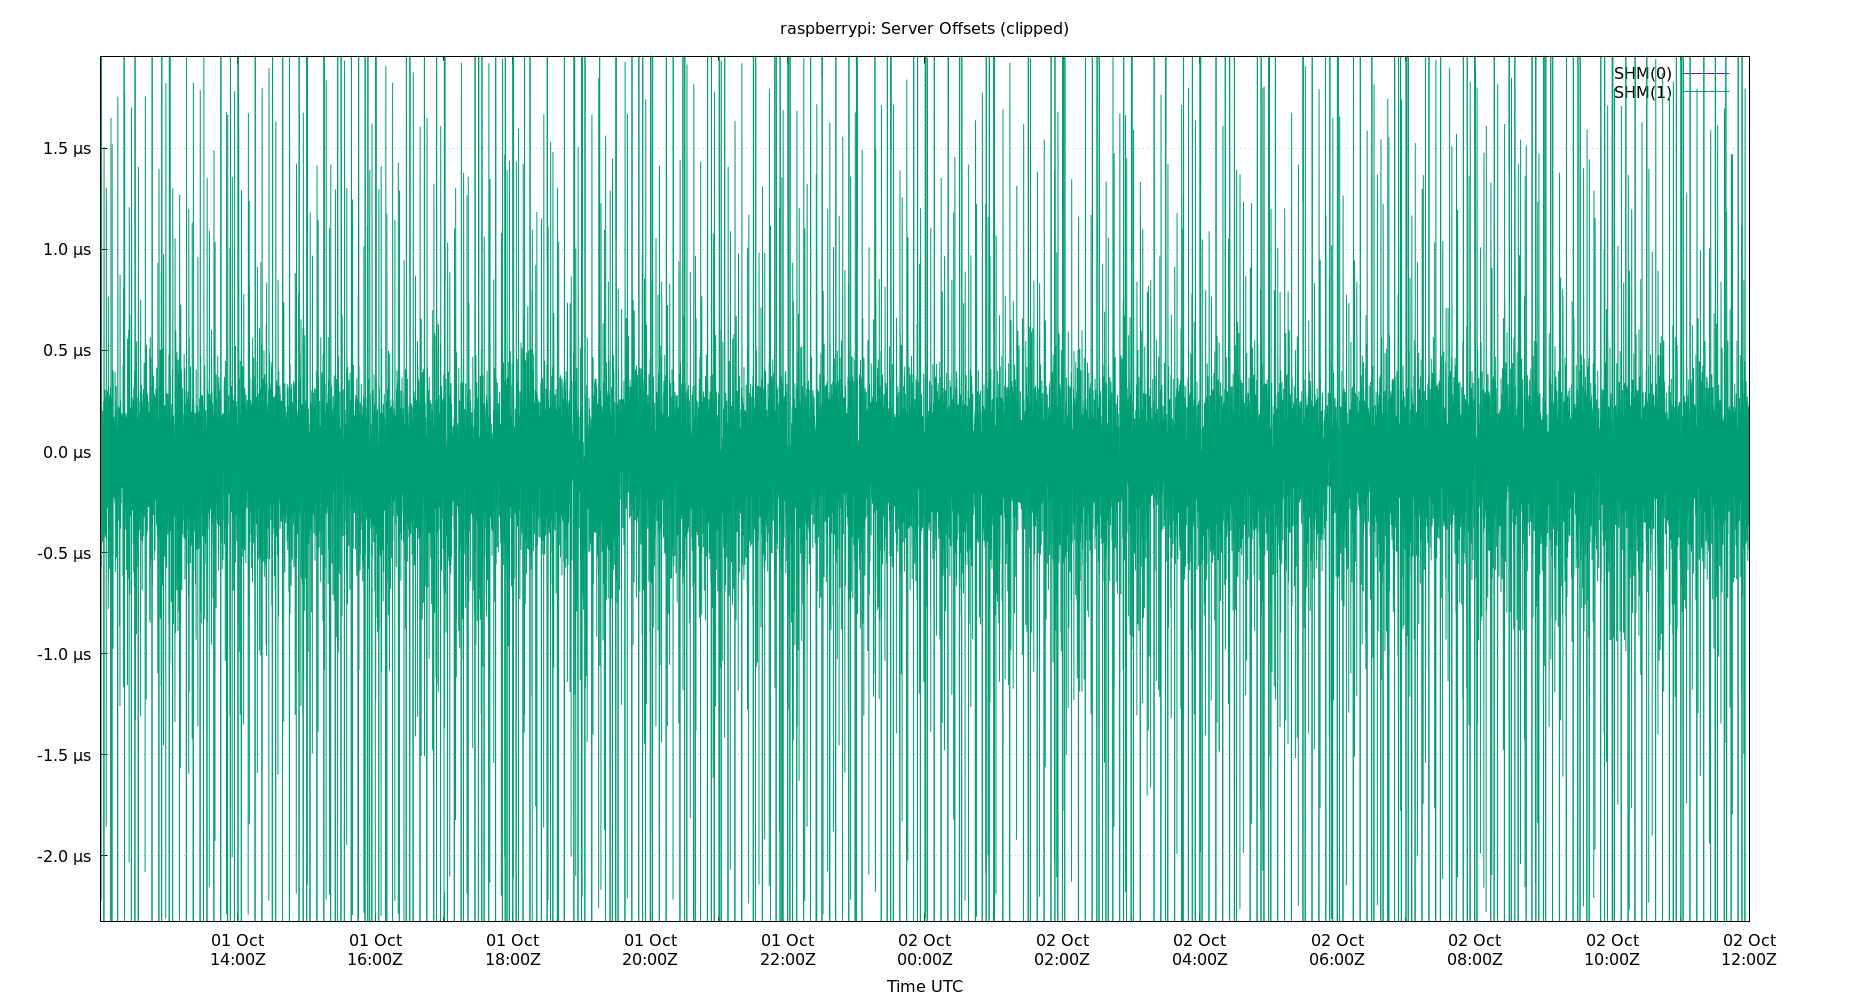 raspberrypi: Server Offsets (clipped)
SHM(0)
SHM(1)
1.5 µs
1.0 µs
0.5 µs
0.0 µs
-0.5 µs
-1.0 µs
-1.5 µs
-2.0 µs
01 Oct 01 Oct 01 Oct 01 Oct 01 Oct 02 Oct 02 Oct 02 Oct 02 Oct 02 Oct 02 Oct 02 Oct
14:00Z 16:00Z 18:00Z 20:00Z 22:00Z 00:00Z 02:00Z 04:00Z 06:00Z 08:00Z 10:00Z 12:00Z
Time UTC